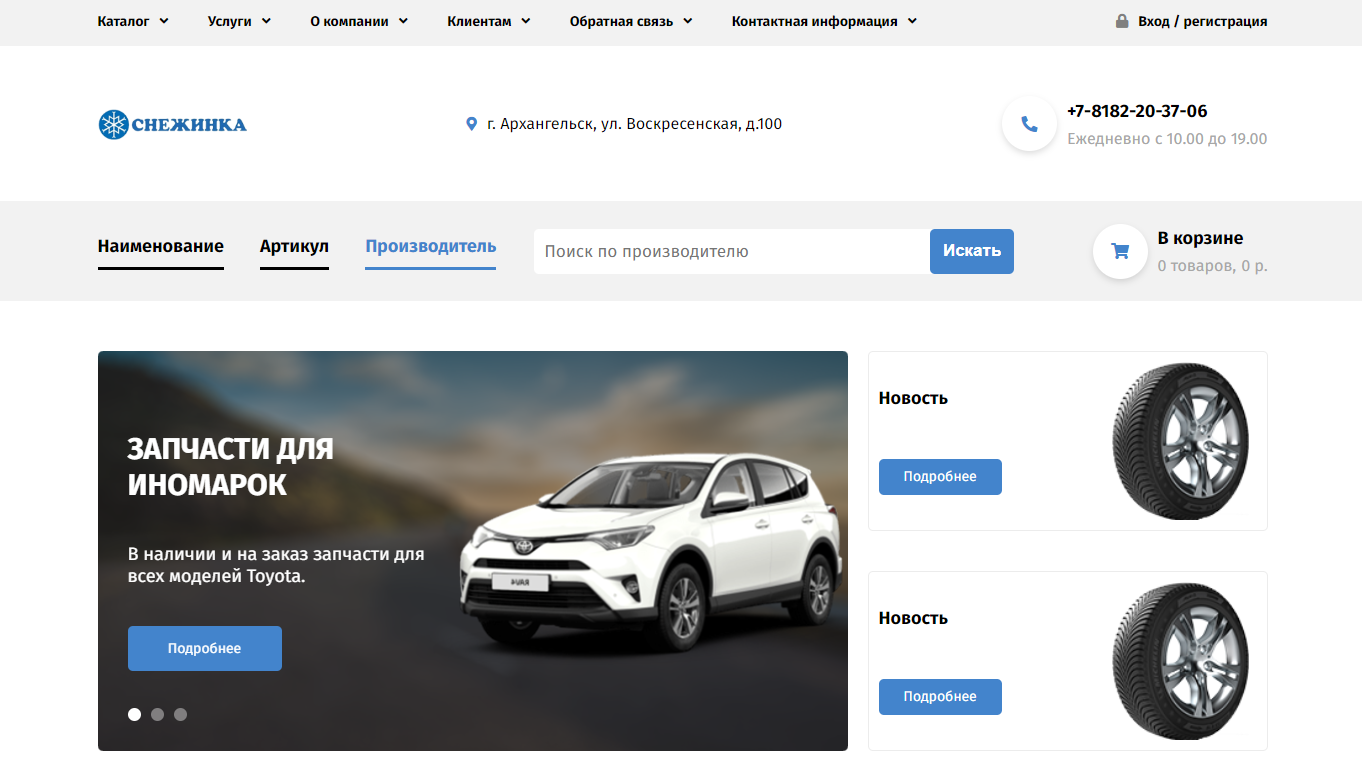 Каталог
Услуги
О компании
Клиентам
Обратная связь
Контактная информация
Вход / регистрация
СНЕЖИНКА
г. Архангельск, ул. Воскресенская, д.100
+7-8182-20-37-06
Ежедневно с 10.00 до 19.00
Наименование
Артикул
Производитель
Поиск по производителю
Искать
В корзине
0 товаров, 0 р.
ЗАПЧАСТИ ДЛЯ
ИНОМАРОК
В наличии и на заказ запчасти для
всех моделей Toyota.
Подробнее
Новость
Подробнее
Новость
Подробнее